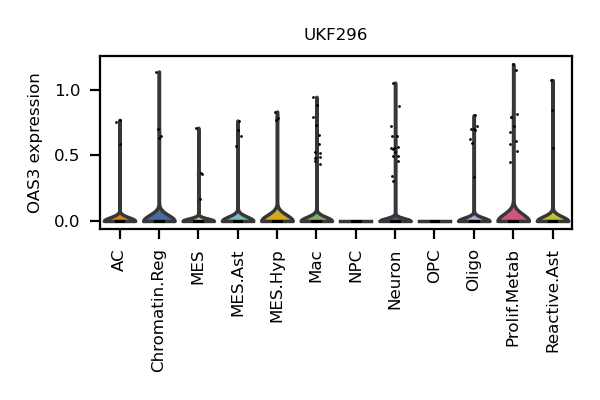 UKF296
OAS3 expression
1.0
0.5
0.0
AC
Chromatin.Reg
MES
MES.Ast
MES.Hyp
Mac
NPC
Neuron
OPC
Oligo
Prolif.Metab
Reactive.Ast